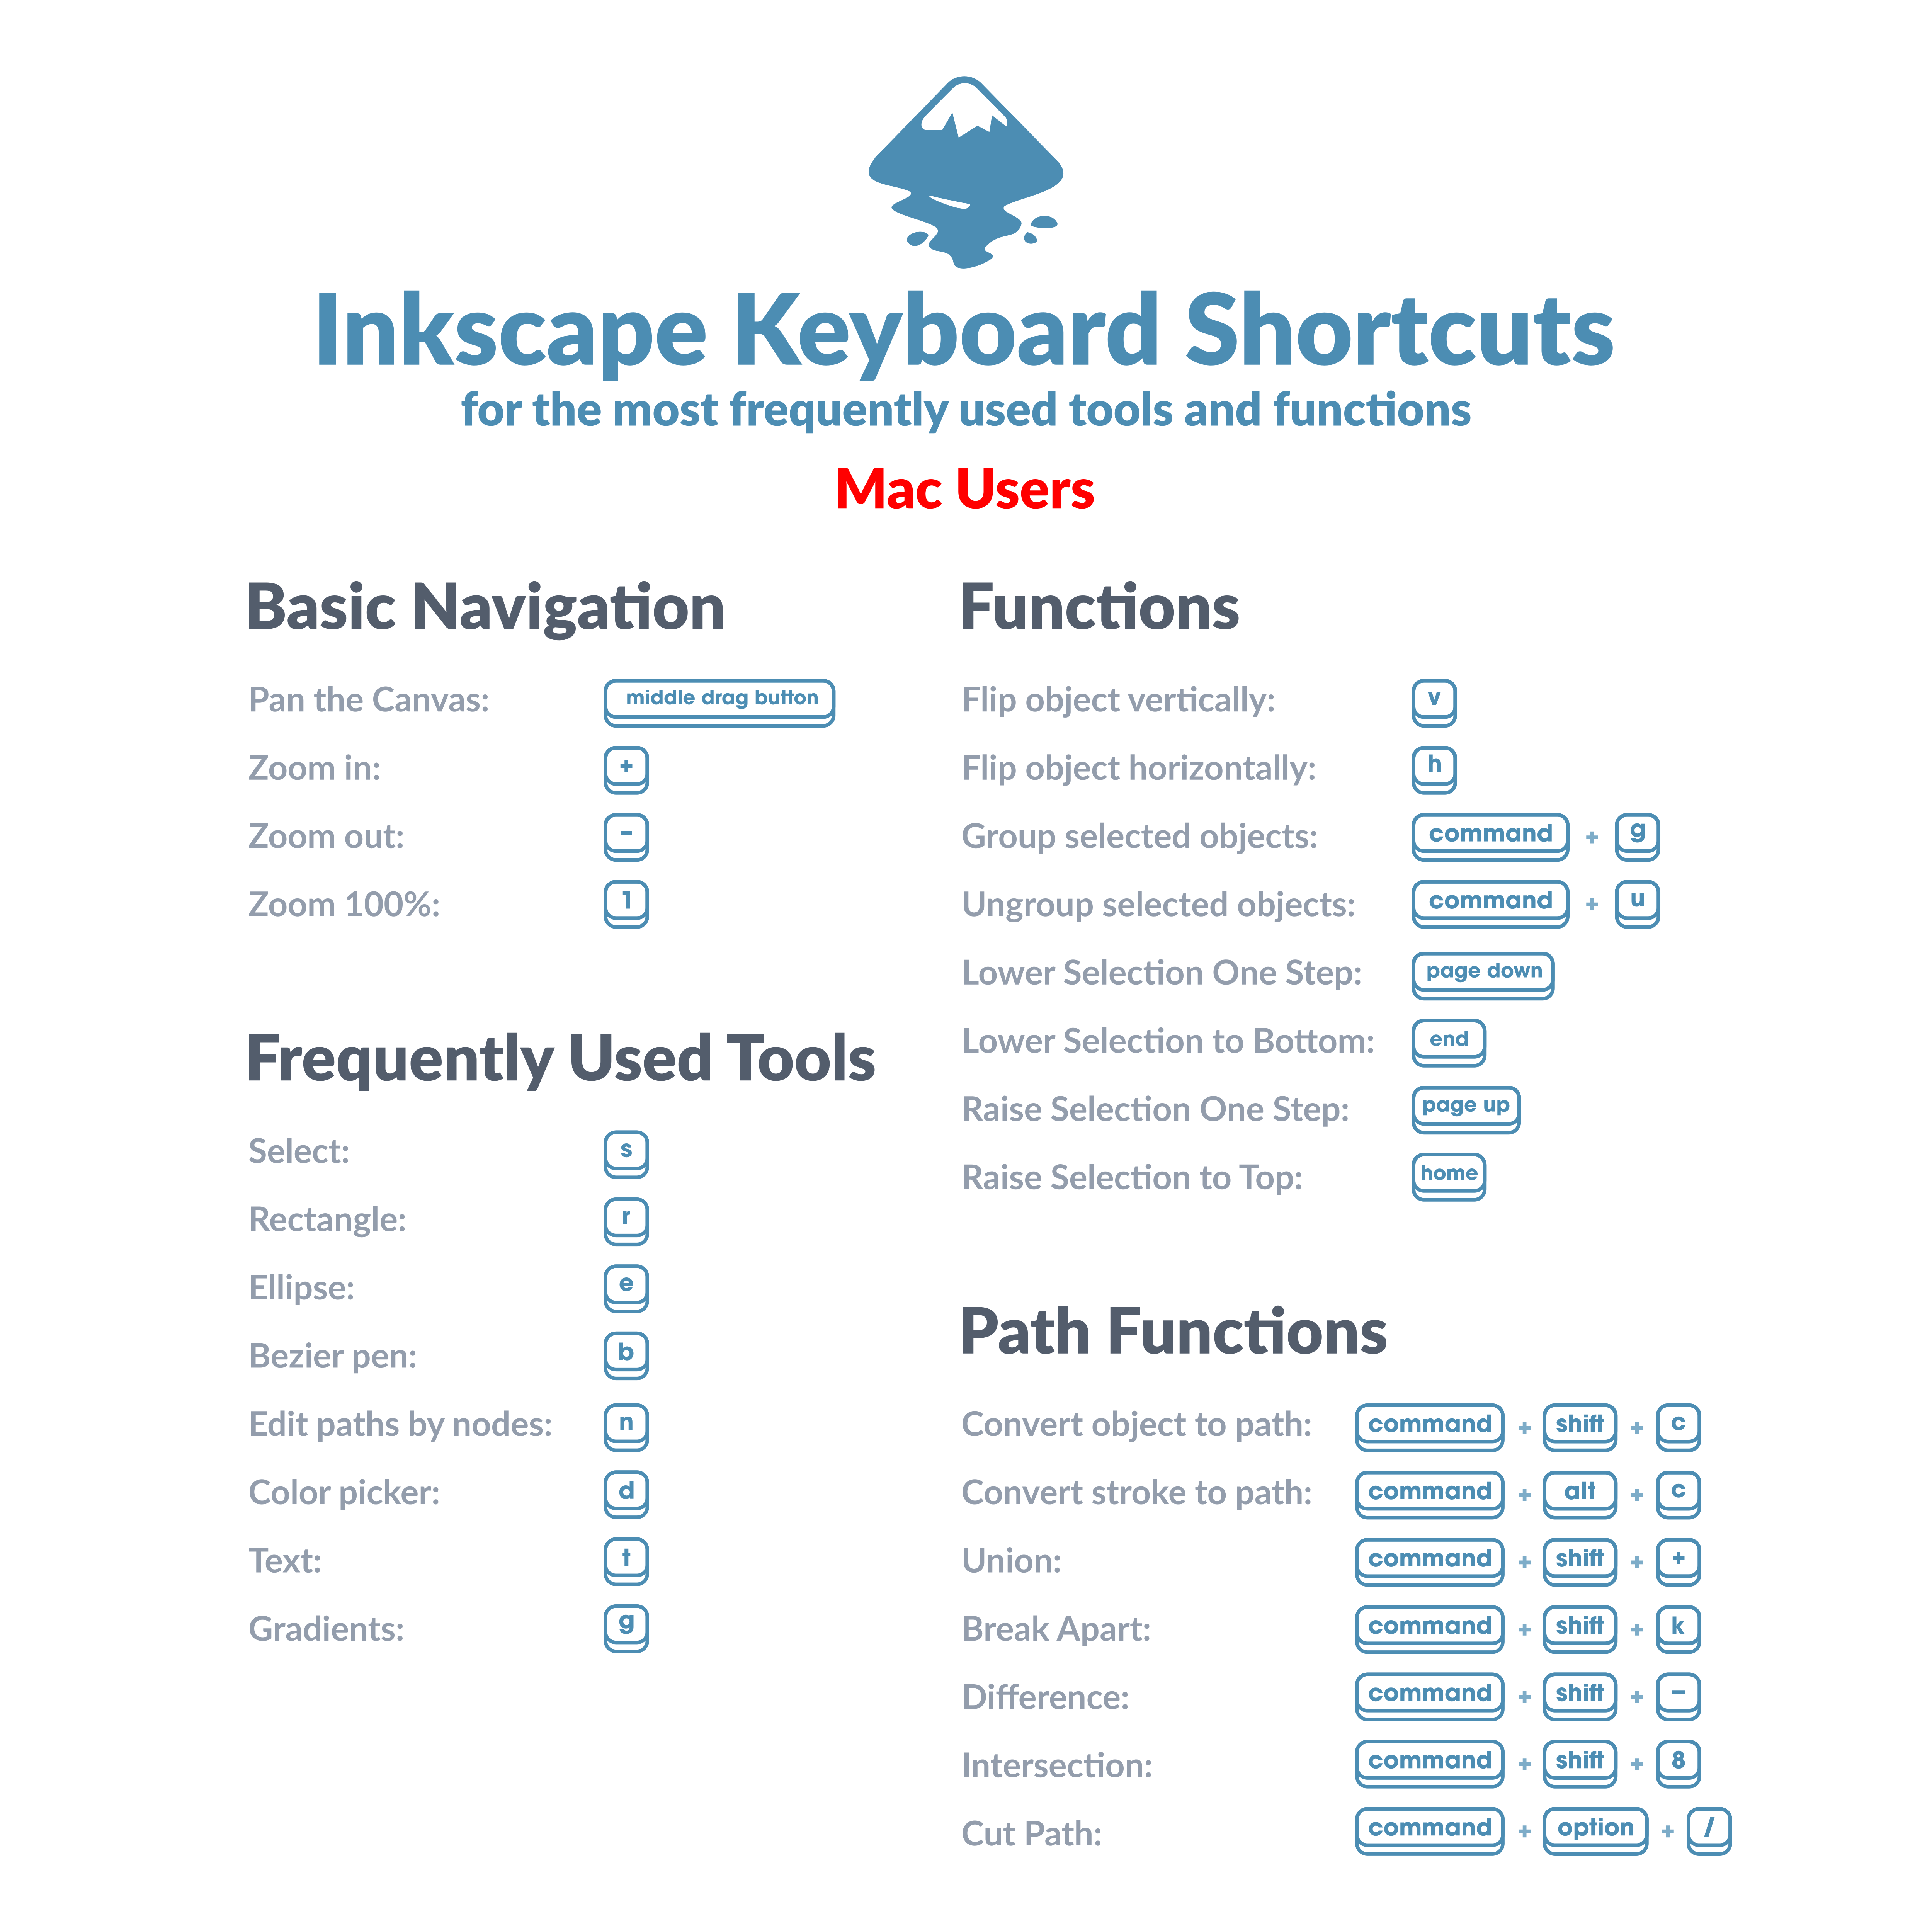 Inkscape Keyboard Shortcuts
for the most frequently used tools and functions
Mac Users
Basic Navigation
Pan the Canvas: middle drag button
Zoom in: +
Zoom out: -
Zoom 100%: 1
Frequently Used Tools
Select: s
Rectangle: r
Ellipse: e
Bezier pen: b
Edit paths by nodes: n
Color picker: d
Text: t
Gradients: g
Functions
Flip object vertically: v
Flip object horizontally: h
Group selected objects: command + g
Ungroup selected objects: command + u
Lower Selection One Step: page down
Lower Selection to Bottom: end
Raise Selection One Step: page up
Raise Selection to Top: home
Path Functions
Convert object to path: command + shift + c
Convert stroke to path: command + alt + c
Union: command + shift + +
Break Apart: command + shift + k
Difference: command + shift + –
Intersection: command + shift + 8
Cut Path: command + option + /